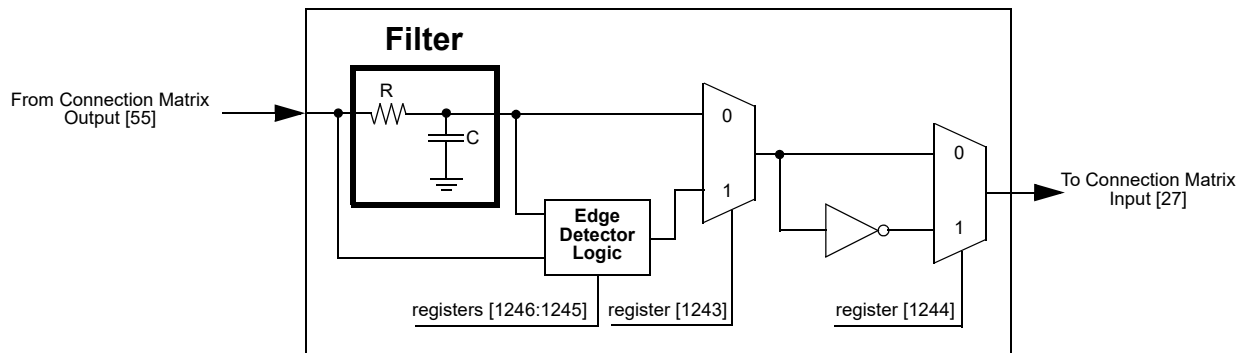 Filter
From Connection Matrix
Output [55]
R
C
0
1
Edge
Detector
Logic
0
1
To Connection Matrix
Input [27]
registers [1246:1245]
register [1243]
register [1244]